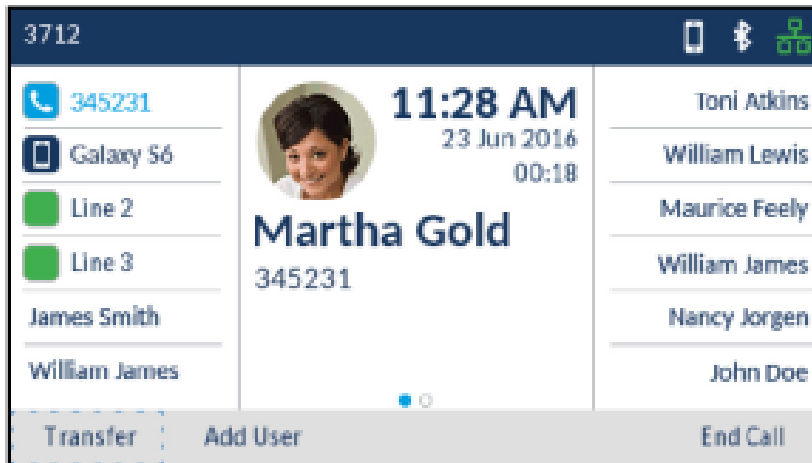 3712
345231
Galaxy S6
Line 2
Line 3
James Smith
William James
11:28 AM
23 Jun 2016
00:18
Martha Gold
345231
Toni Atkins
William Lewis
Maurice Feely
William James
Nancy Jorgen
John Doe
Transfer
Add User
End Call